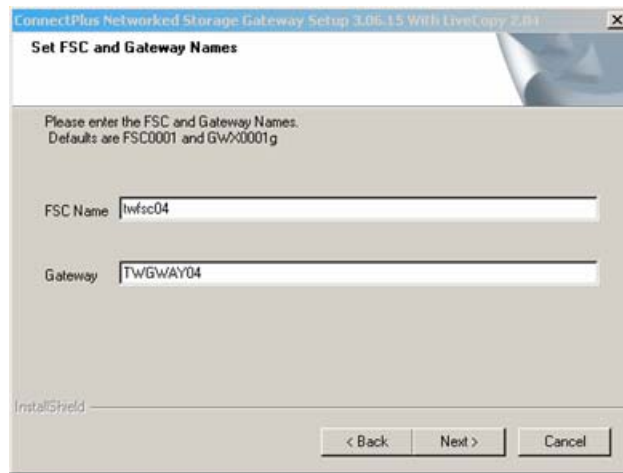 ConnectPlus Networked Storage Gateway Setup 3.06.15 With LiveCopy 2.04
Set FSC and Gateway Names
Please enter the FSC and Gateway Names.
Defaults are FSC0001 and GWX0001g
FSC Name twfsc04
Gateway TWGWAY04
InstallShield
< Back Next > Cancel